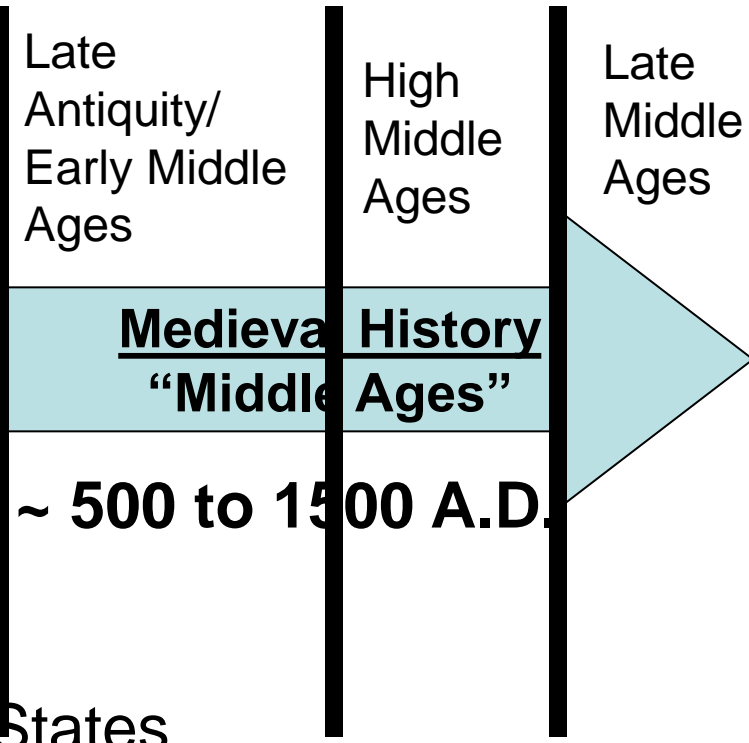 Late
Antiquity/
Early Middle
Ages
High
Middle
Ages
Late
Middle
Ages
Medieval History
“Middle Ages”
~ 500 to 1500 A.D.
States